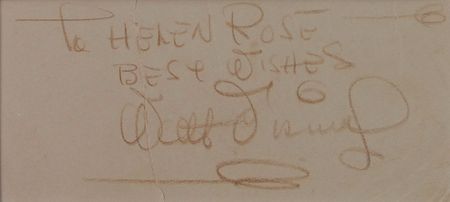 To HELEN ROSE
BEST WISHES
Walt Disney